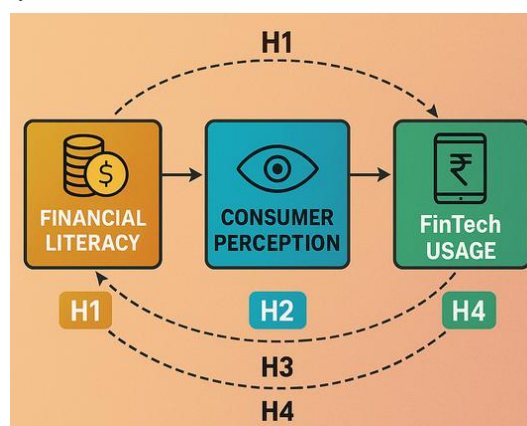 H1
$
FINANCIAL
LITERACY
CONSUMER
PERCEPTION
₹
FinTech
USAGE
H1
H2
H4
H3
H4